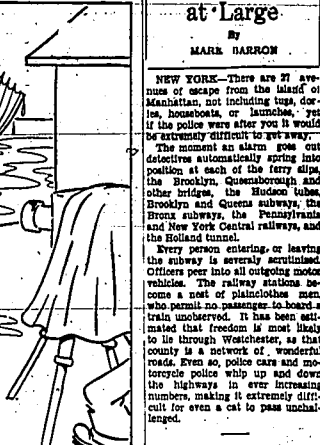 at Large
By
MARK BARRON
NEW YORK—There are 27 ave-
nues of escape from the island of
Manhattan, not including tugs, dor-
ies, houseboats, or launches, yet
if the police were after you it would
be extremely difficult to get away.
The moment an alarm goes out
detectives automatically spring into
position at each of the ferry slips,
the Brooklyn, Queensborough and
other bridges, the Hudson tubes,
Brooklyn and Queens subways, the
Bronx subways, the Pennsylvania
and New York Central railways, and
the Holland tunnel.
Every person entering or leaving
the subway is severaly scrutinised.
Officers peer into all outgoing motor
vehicles. The railway stations be-
come a nest of plainclothes men,
who permit no passenger to board a
train unobserved. It has been esti-
mated that freedom is most likely
to lie through Westchester, as that
county is a network of wonderful
roads. Even so, police cars and mo-
torcycle police whip up and down
the highways in ever increasing
numbers, making it extremely diffi-
cult for even a cat to pass unchal-
lenged.